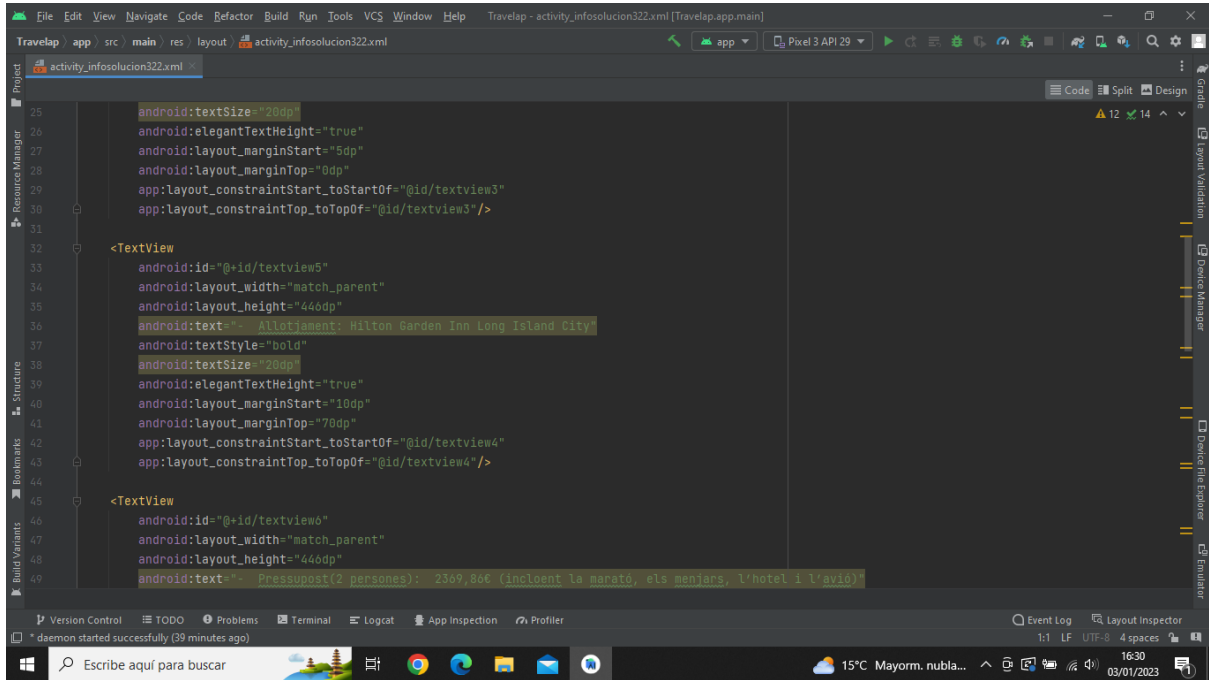 File Edit View Navigate Code Refactor Build Run Tools VCS Window Help Travelap - activity_infosolucion322.xml [Travelap.app.main]
Travelap app src main res layout activity_infosolucion322.xml app Pixel 3 API 29
activity_infosolucion322.xml
Code Split Design
12 14
25 android:textSize="20dp"
26 android:elegantTextHeight="true"
27 android:layout_marginStart="5dp"
28 android:layout_marginTop="0dp"
29 app:layout_constraintStart_toStartOf="@id/textview3"
30 app:layout_constraintTop_toTopOf="@id/textview3"/>
31
32 <TextView
33 android:id="@+id/textview5"
34 android:layout_width="match_parent"
35 android:layout_height="446dp"
36 android:text="- Allotjament: Hilton Garden Inn Long Island City"
37 android:textStyle="bold"
38 android:textSize="20dp"
39 android:elegantTextHeight="true"
40 android:layout_marginStart="10dp"
41 android:layout_marginTop="70dp"
42 app:layout_constraintStart_toStartOf="@id/textview4"
43 app:layout_constraintTop_toTopOf="@id/textview4"/>
44
45 <TextView
46 android:id="@+id/textview6"
47 android:layout_width="match_parent"
48 android:layout_height="446dp"
49 android:text="- Pressupost(2 persones): 2369,86€ (incloent la marató, els menjars, l'hotel i l'avió)"
Project
Resource Manager
Structure
Bookmarks
Build Variants
Gradle
Layout Validation
Device Manager
Device File Explorer
Emulator
Version Control TODO Problems Terminal Logcat App Inspection Profiler Event Log Layout Inspector
* daemon started successfully (39 minutes ago) 1:1 LF UTF-8 4 spaces
Escribe aquí para buscar 15°C Mayorm. nubla... 16:30
03/01/2023
1